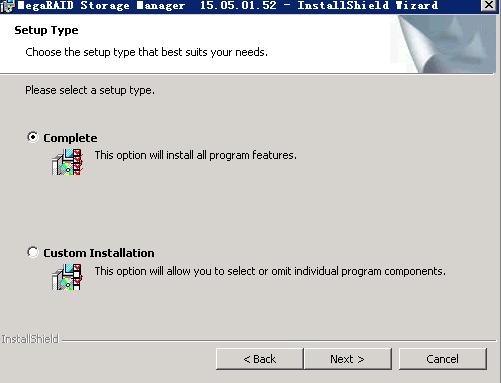 MegaRAID Storage Manager 15.05.01.52 - InstallShield Wizard
Setup Type
Choose the setup type that best suits your needs.
Please select a setup type.
Complete
This option will install all program features.
Custom Installation
This option will allow you to select or omit individual program components.
InstallShield
< Back
Next >
Cancel